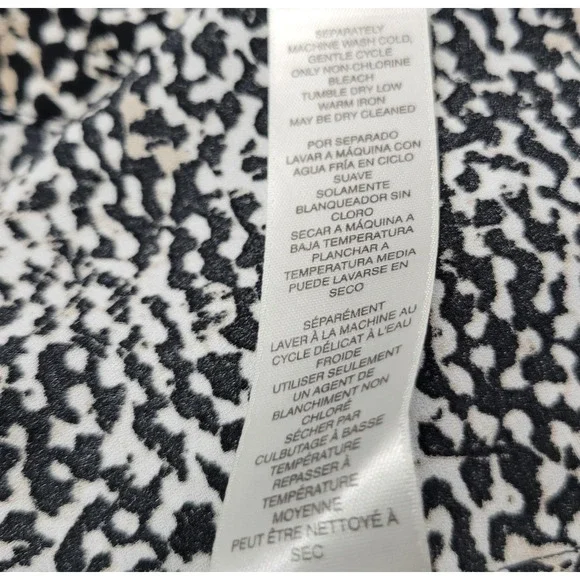 SEPARATELY
MACHINE WASH COLD,
GENTLE CYCLE
ONLY NON-CHLORINE
BLEACH
TUMBLE DRY LOW
WARM IRON
MAY BE DRY CLEANED
POR SEPARADO
LAVAR A MÁQUINA CON
AGUA FRÍA EN CICLO
SUAVE
SOLAMENTE
BLANQUEADOR SIN
CLORO
SECAR A MÁQUINA A
BAJA TEMPERATURA
PLANCHAR A
TEMPERATURA MEDIA
PUEDE LAVARSE EN
SECO
SÉPARÉMENT
LAVER À LA MACHINE AU
CYCLE DÉLICAT À L'EAU
FROIDE
UTILISER SEULEMENT
UN AGENT DE
BLANCHIMENT NON
CHLORÉ
SÉCHER PAR
CULBUTAGE À BASSE
TEMPÉRATURE
REPASSER À
TEMPÉRATURE
MOYENNE
PEUT ÊTRE NETTOYÉ À
SEC